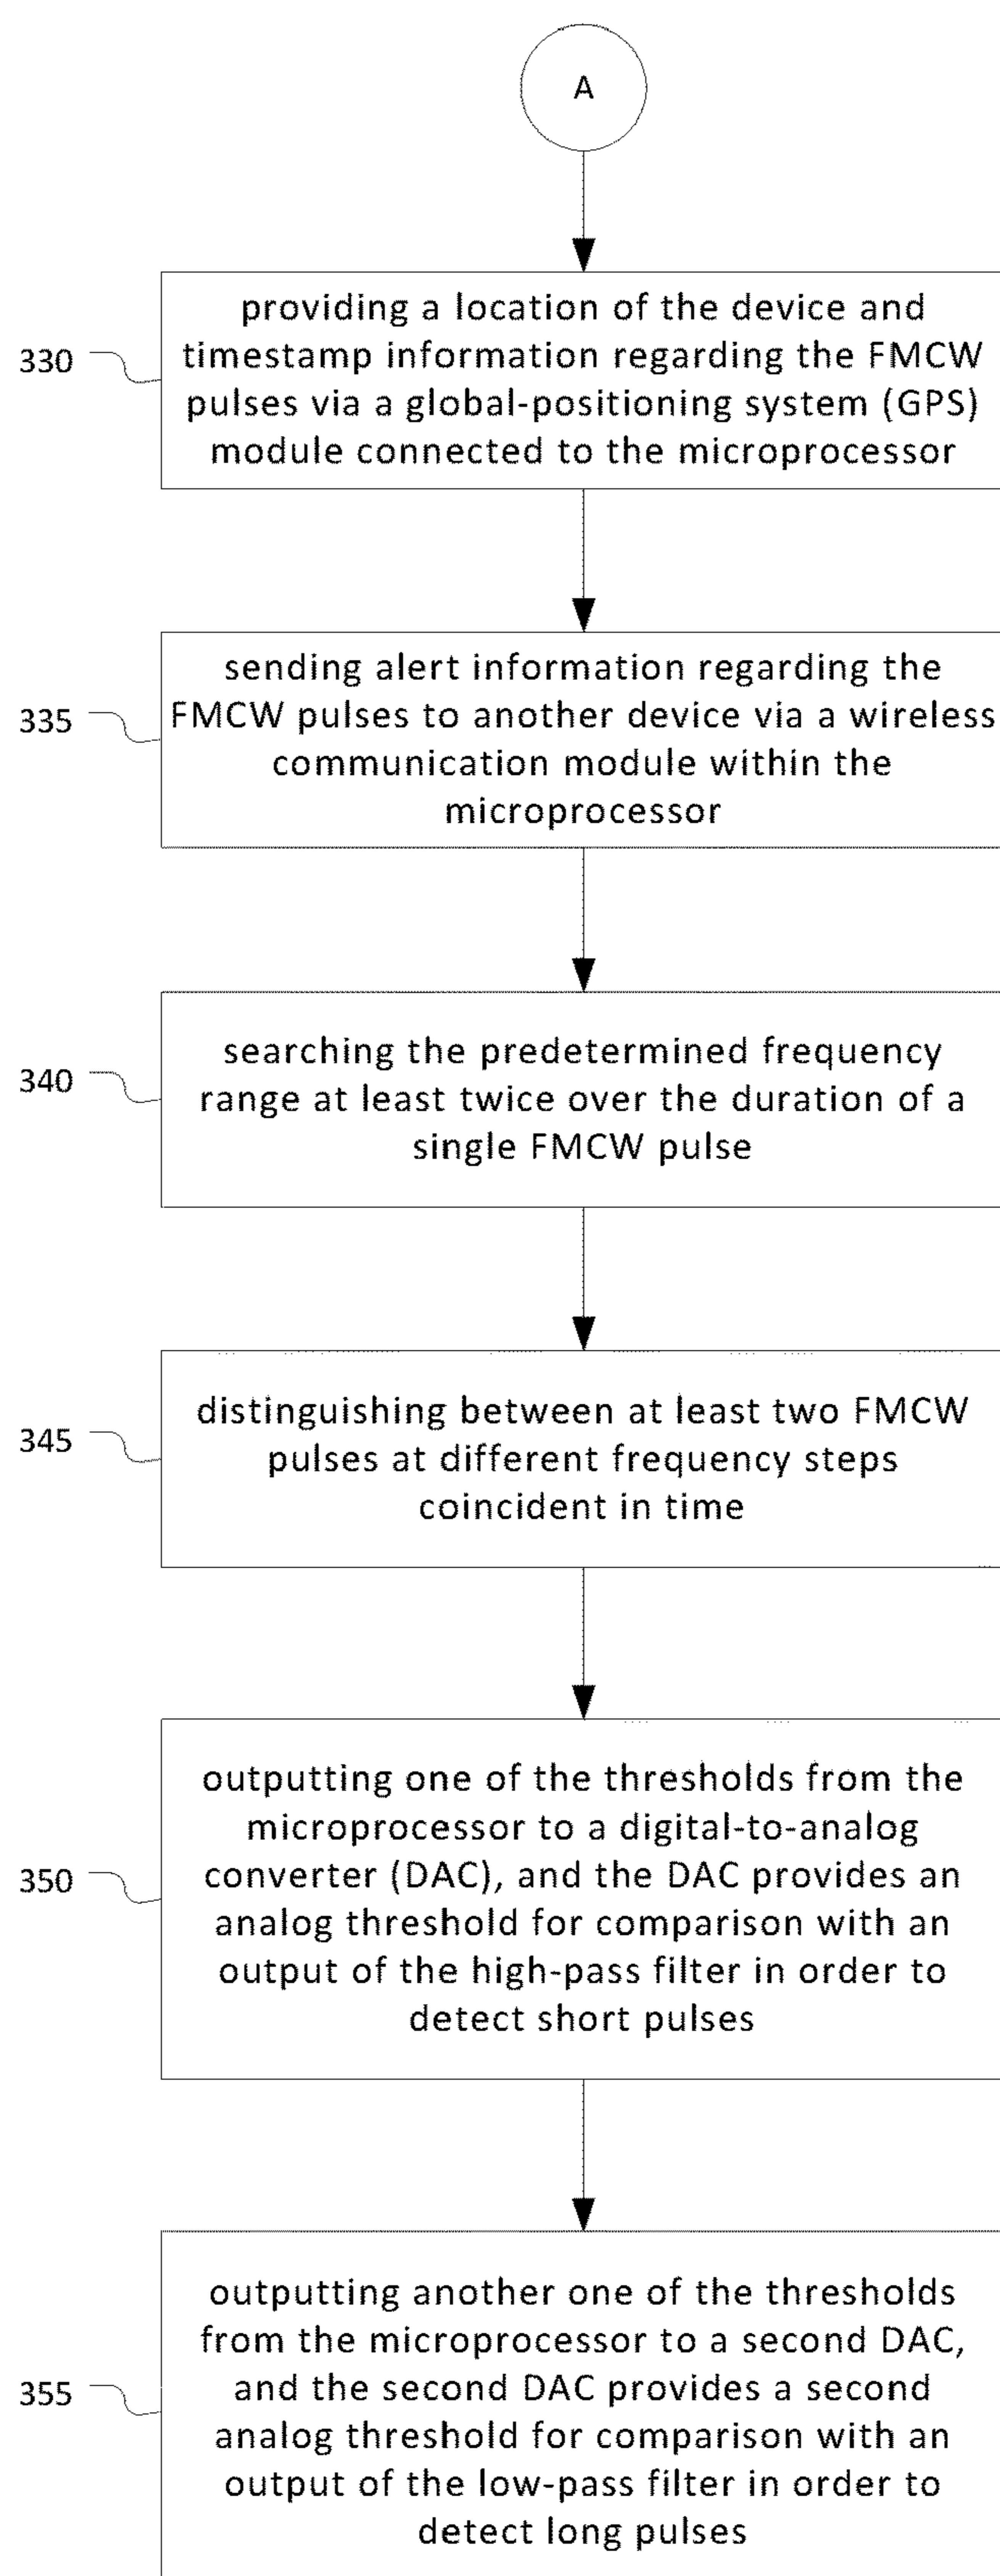 A
330
providing a location of the device and
timestamp information regarding the FMCW
pulses via a global-positioning system (GPS)
module connected to the microprocessor
335
sending alert information regarding the
FMCW pulses to another device via a wireless
communication module within the
microprocessor
340
searching the predetermined frequency
range at least twice over the duration of a
single FMCW pulse
345
distinguishing between at least two FMCW
pulses at different frequency steps
coincident in time
350
outputting one of the thresholds from the
microprocessor to a digital-to-analog
converter (DAC), and the DAC provides an
analog threshold for comparison with an
output of the high-pass filter in order to
detect short pulses
355
outputting another one of the thresholds
from the microprocessor to a second DAC,
and the second DAC provides a second
analog threshold for comparison with an
output of the low-pass filter in order to
detect long pulses